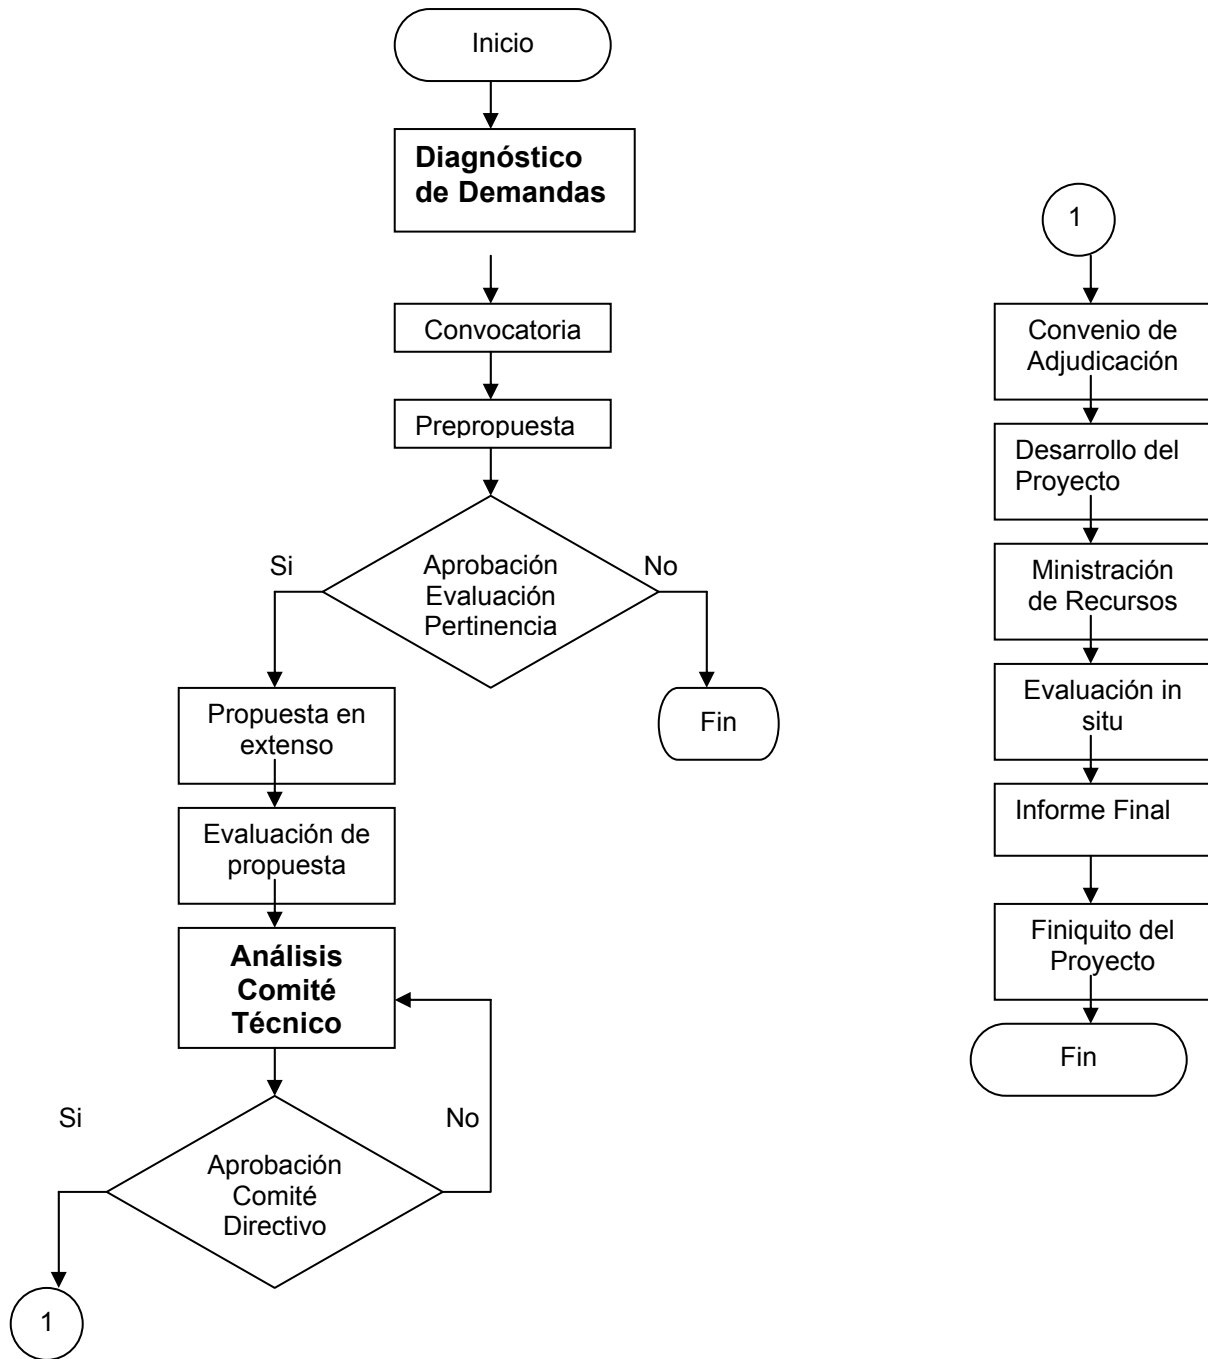 Inicio
Diagnóstico
de Demandas
Convocatoria
Prepropuesta
Si
Aprobación
Evaluación
Pertinencia
No
Propuesta en
extenso
Fin
Evaluación de
propuesta
Análisis
Comité
Técnico
Si
No
Aprobación
Comité
Directivo
1
1
Convenio de
Adjudicación
Desarrollo del
Proyecto
Ministración
de Recursos
Evaluación in
situ
Informe Final
Finiquito del
Proyecto
Fin